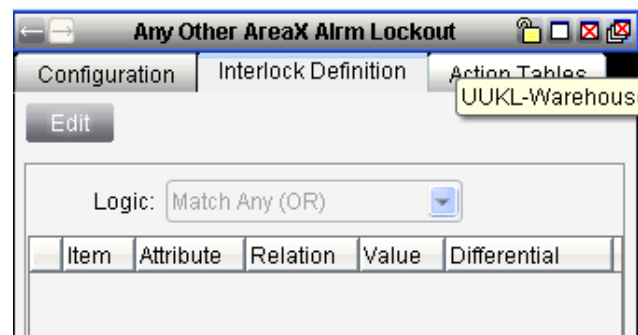 Any Other AreaX Alrm Lockout
Configuration Interlock Definition Action Tables
UUKL-Warehous
Edit
Logic: Match Any (OR)
Item Attribute Relation Value Differential